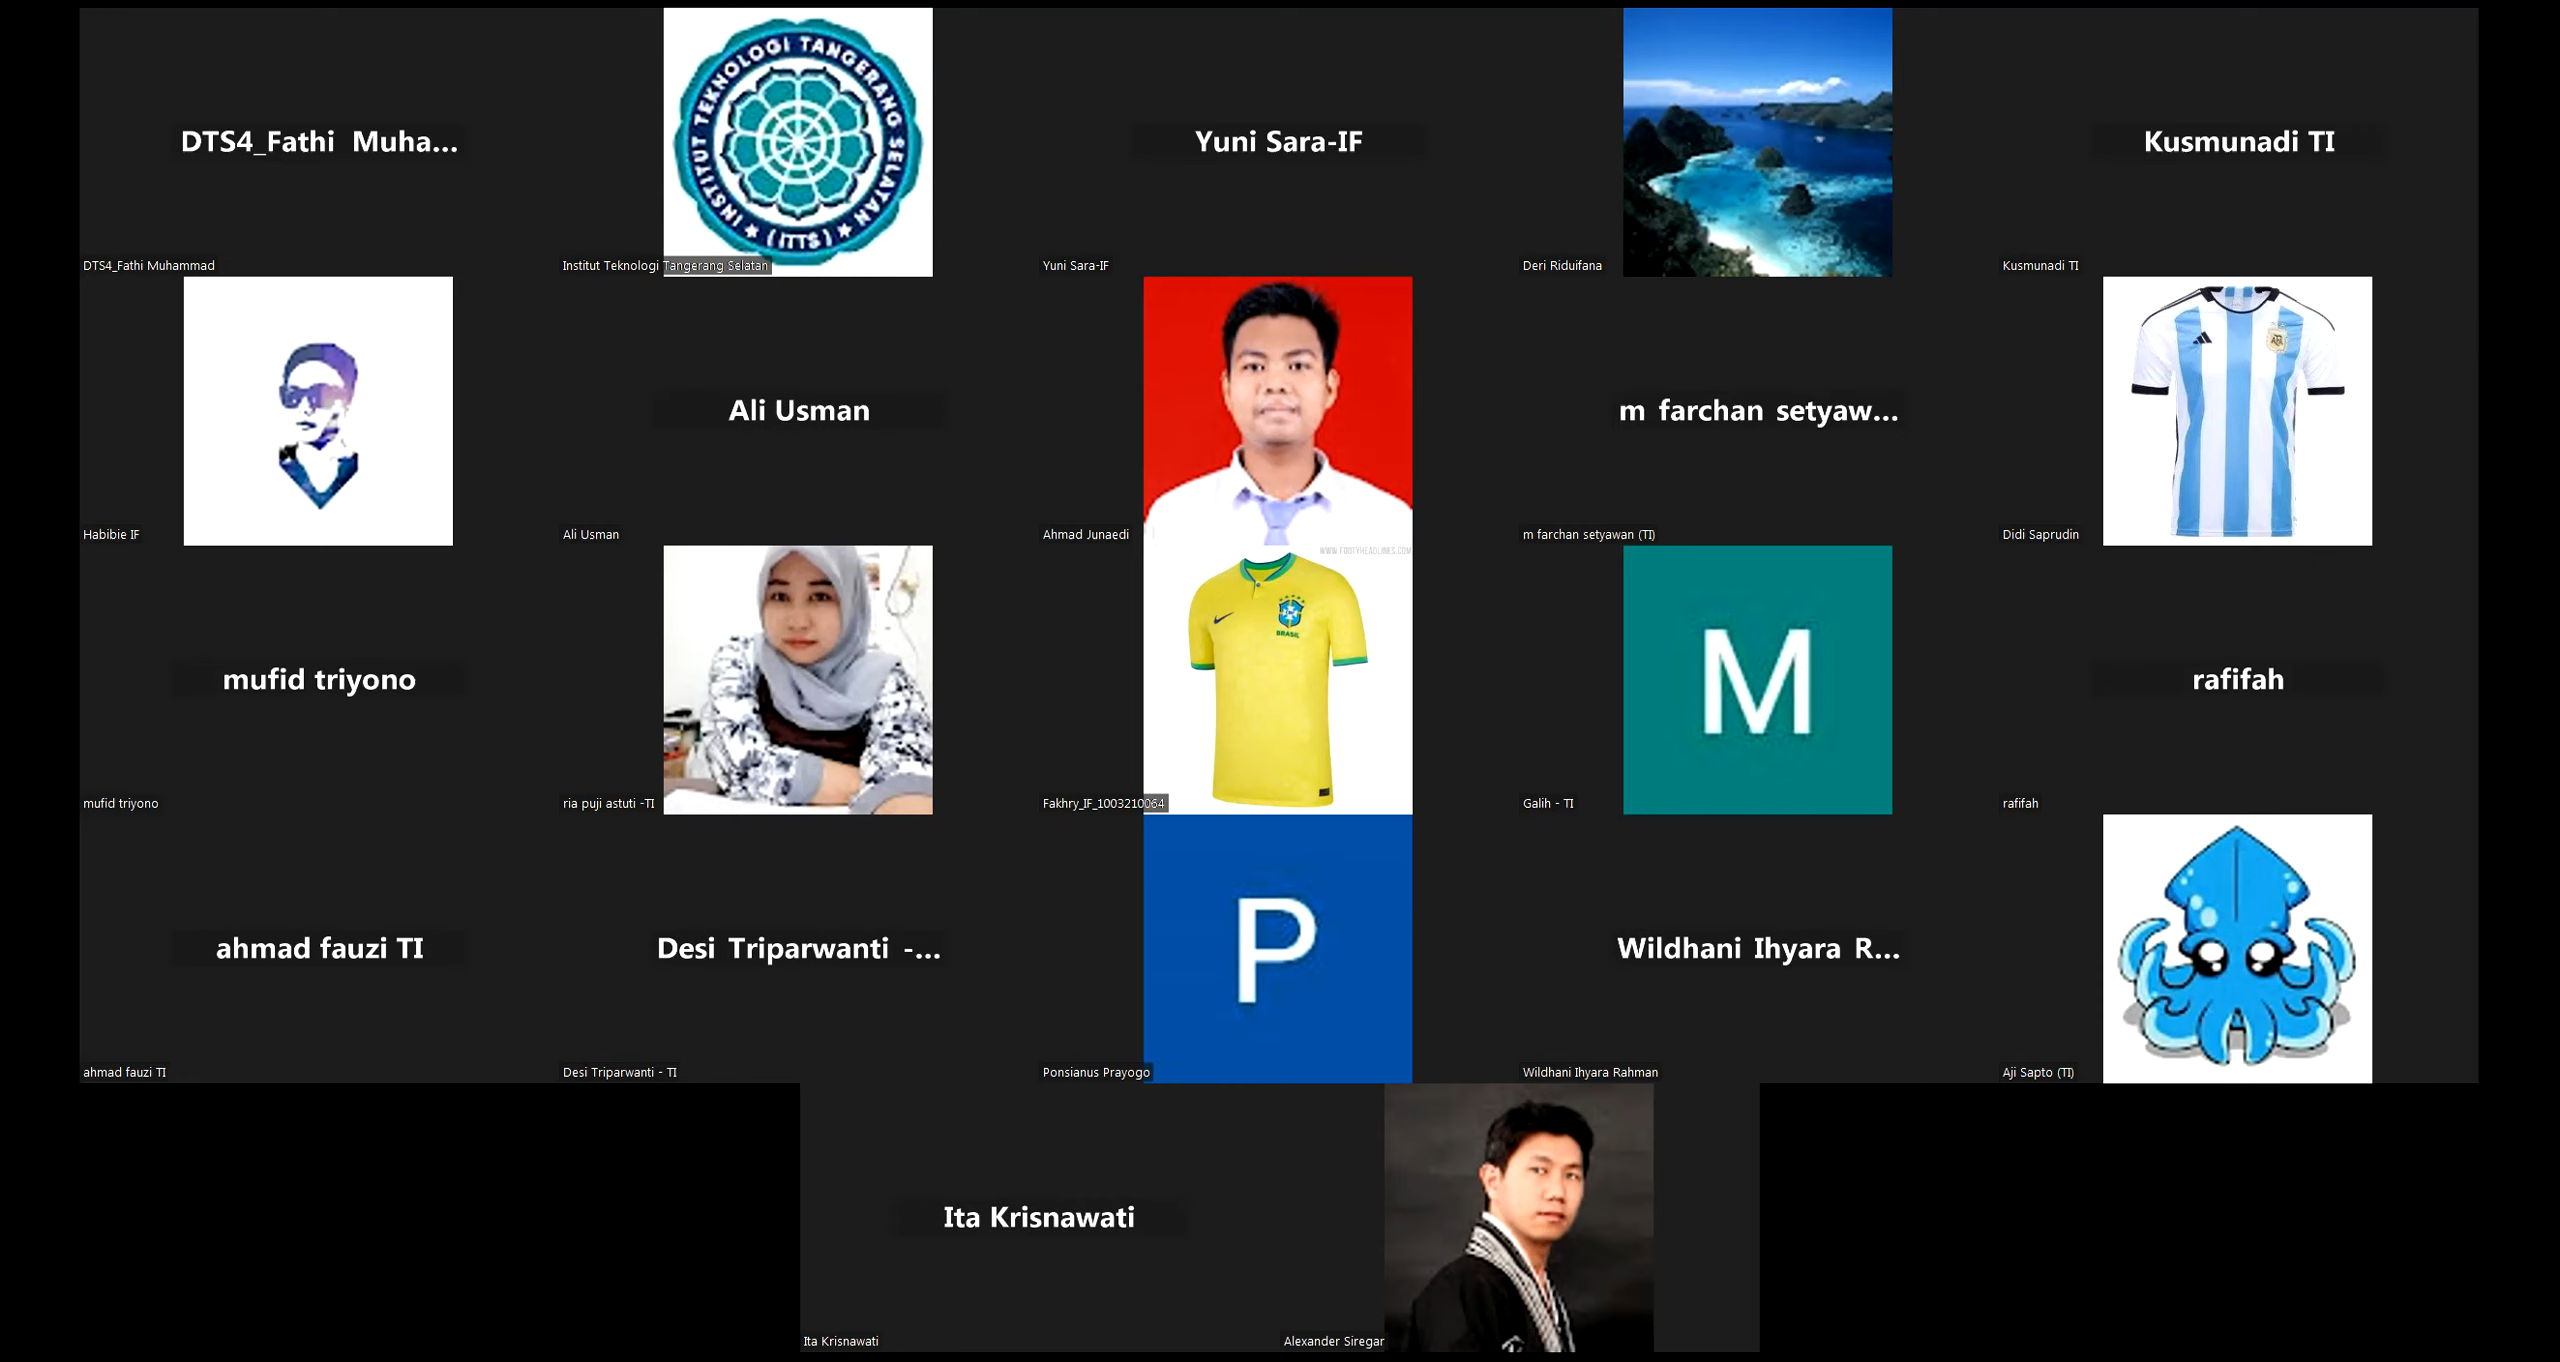 DTS4_Fathi Muha...
DTS4_Fathi Muhammad
INSTITUT TEKNOLOGI TANGERANG SELATAN
★ (ITTS) ★
Institut Teknologi Tangerang Selatan
Yuni Sara-IF
Yuni Sara-IF
Deri Riduifana
Kusmunadi TI
Kusmunadi TI
Habibie IF
Ali Usman
Ali Usman
Ahmad Junaedi
m farchan setyaw...
m farchan setyawan (TI)
AFA
Didi Saprudin
mufid triyono
mufid triyono
ria puji astuti -TI
WWW.FOOTYHEADLINES.COM
BRASIL
Fakhry_IF_1003210064
M
Galih - TI
rafifah
rafifah
ahmad fauzi TI
ahmad fauzi TI
Desi Triparwanti -...
Desi Triparwanti - TI
P
Ponsianus Prayogo
Wildhani Ihyara R...
Wildhani Ihyara Rahman
Aji Sapto (TI)
Ita Krisnawati
Ita Krisnawati
Alexander Siregar